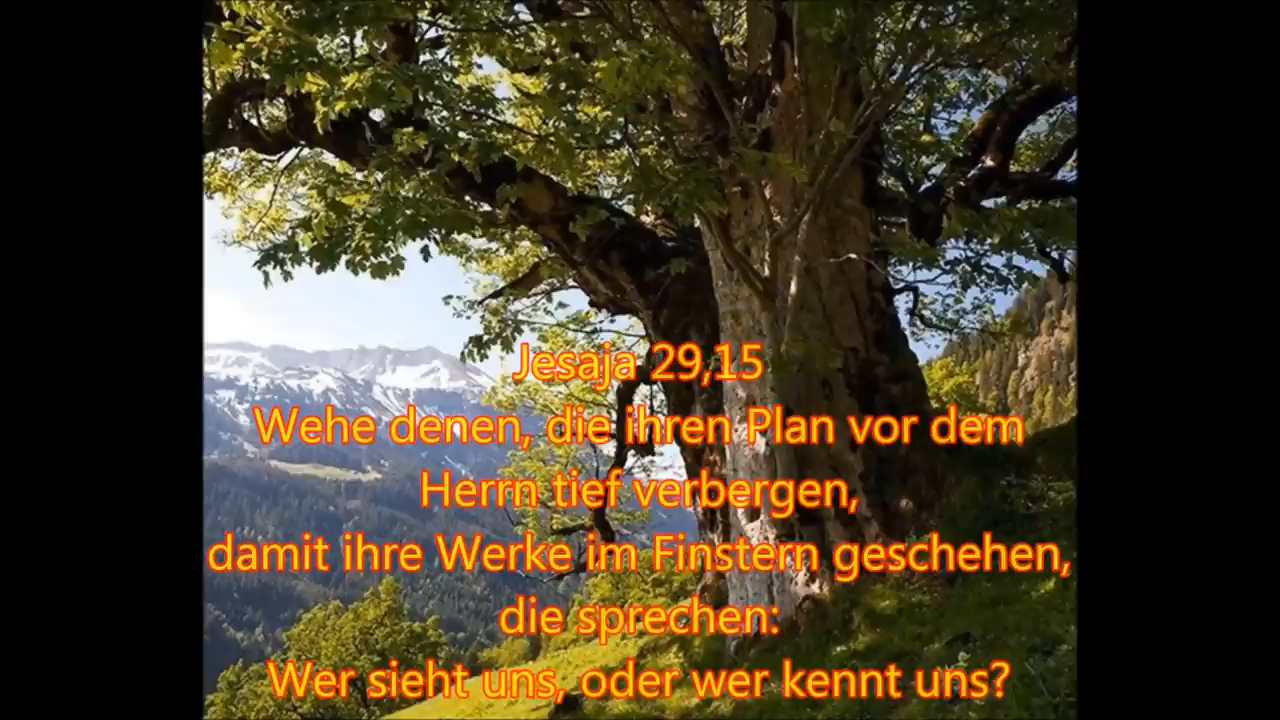 Jesaja 29,15
Wehe denen, die ihren Plan vor dem
Herrn tief verbergen,
damit ihre Werke im Finstern geschehen,
die sprechen:
Wer sieht uns, oder wer kennt uns?